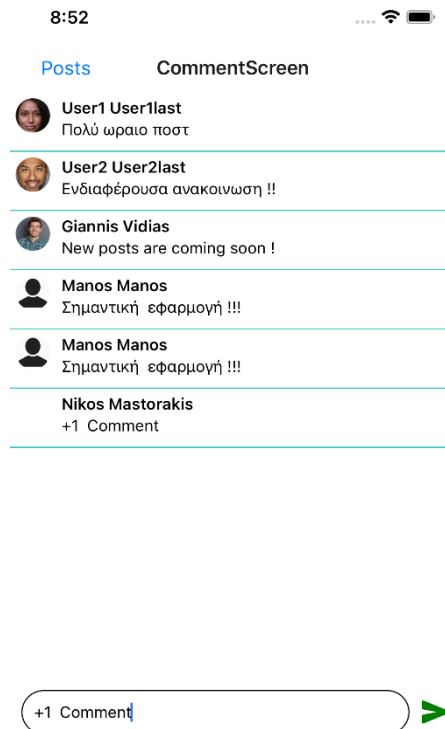 8:52
Posts CommentScreen
User1 User1last
Πολύ ωραιο ποστ
User2 User2last
Ενδιαφέρουσα ανακοινωση !!
Giannis Vidias
New posts are coming soon !
Manos Manos
Σημαντική  εφαρμογή !!!
Manos Manos
Σημαντική  εφαρμογή !!!
Nikos Mastorakis
+1  Comment
+1  Comment